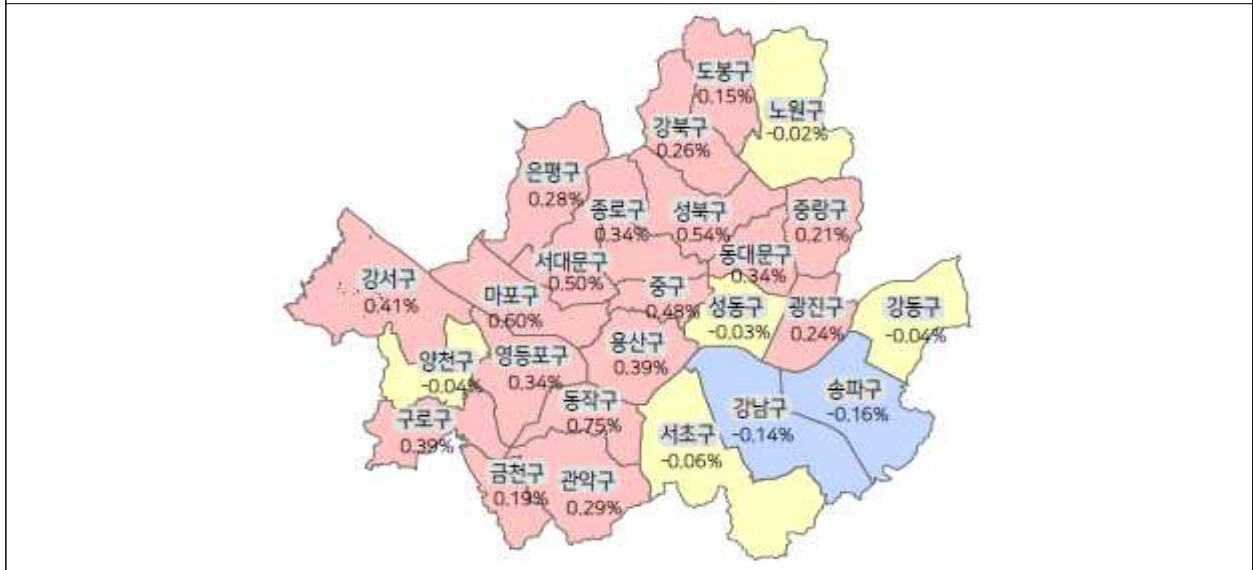 도봉구
0.15%
노원구
-0.02%
강북구
0.26%
은평구
0.28%
종로구
0.34%
성북구
0.54%
중랑구
0.21%
동대문구
0.34%
서대문구
0.50%
강서구
0.41%
마포구
0.60%
중구
0.48%
성동구
-0.03%
광진구
0.24%
강동구
-0.04%
양천구
-0.04%
영등포구
0.34%
용산구
0.39%
동작구
0.75%
구로구
0.39%
서초구
-0.06%
강남구
-0.14%
송파구
-0.16%
금천구
0.19%
관악구
0.29%